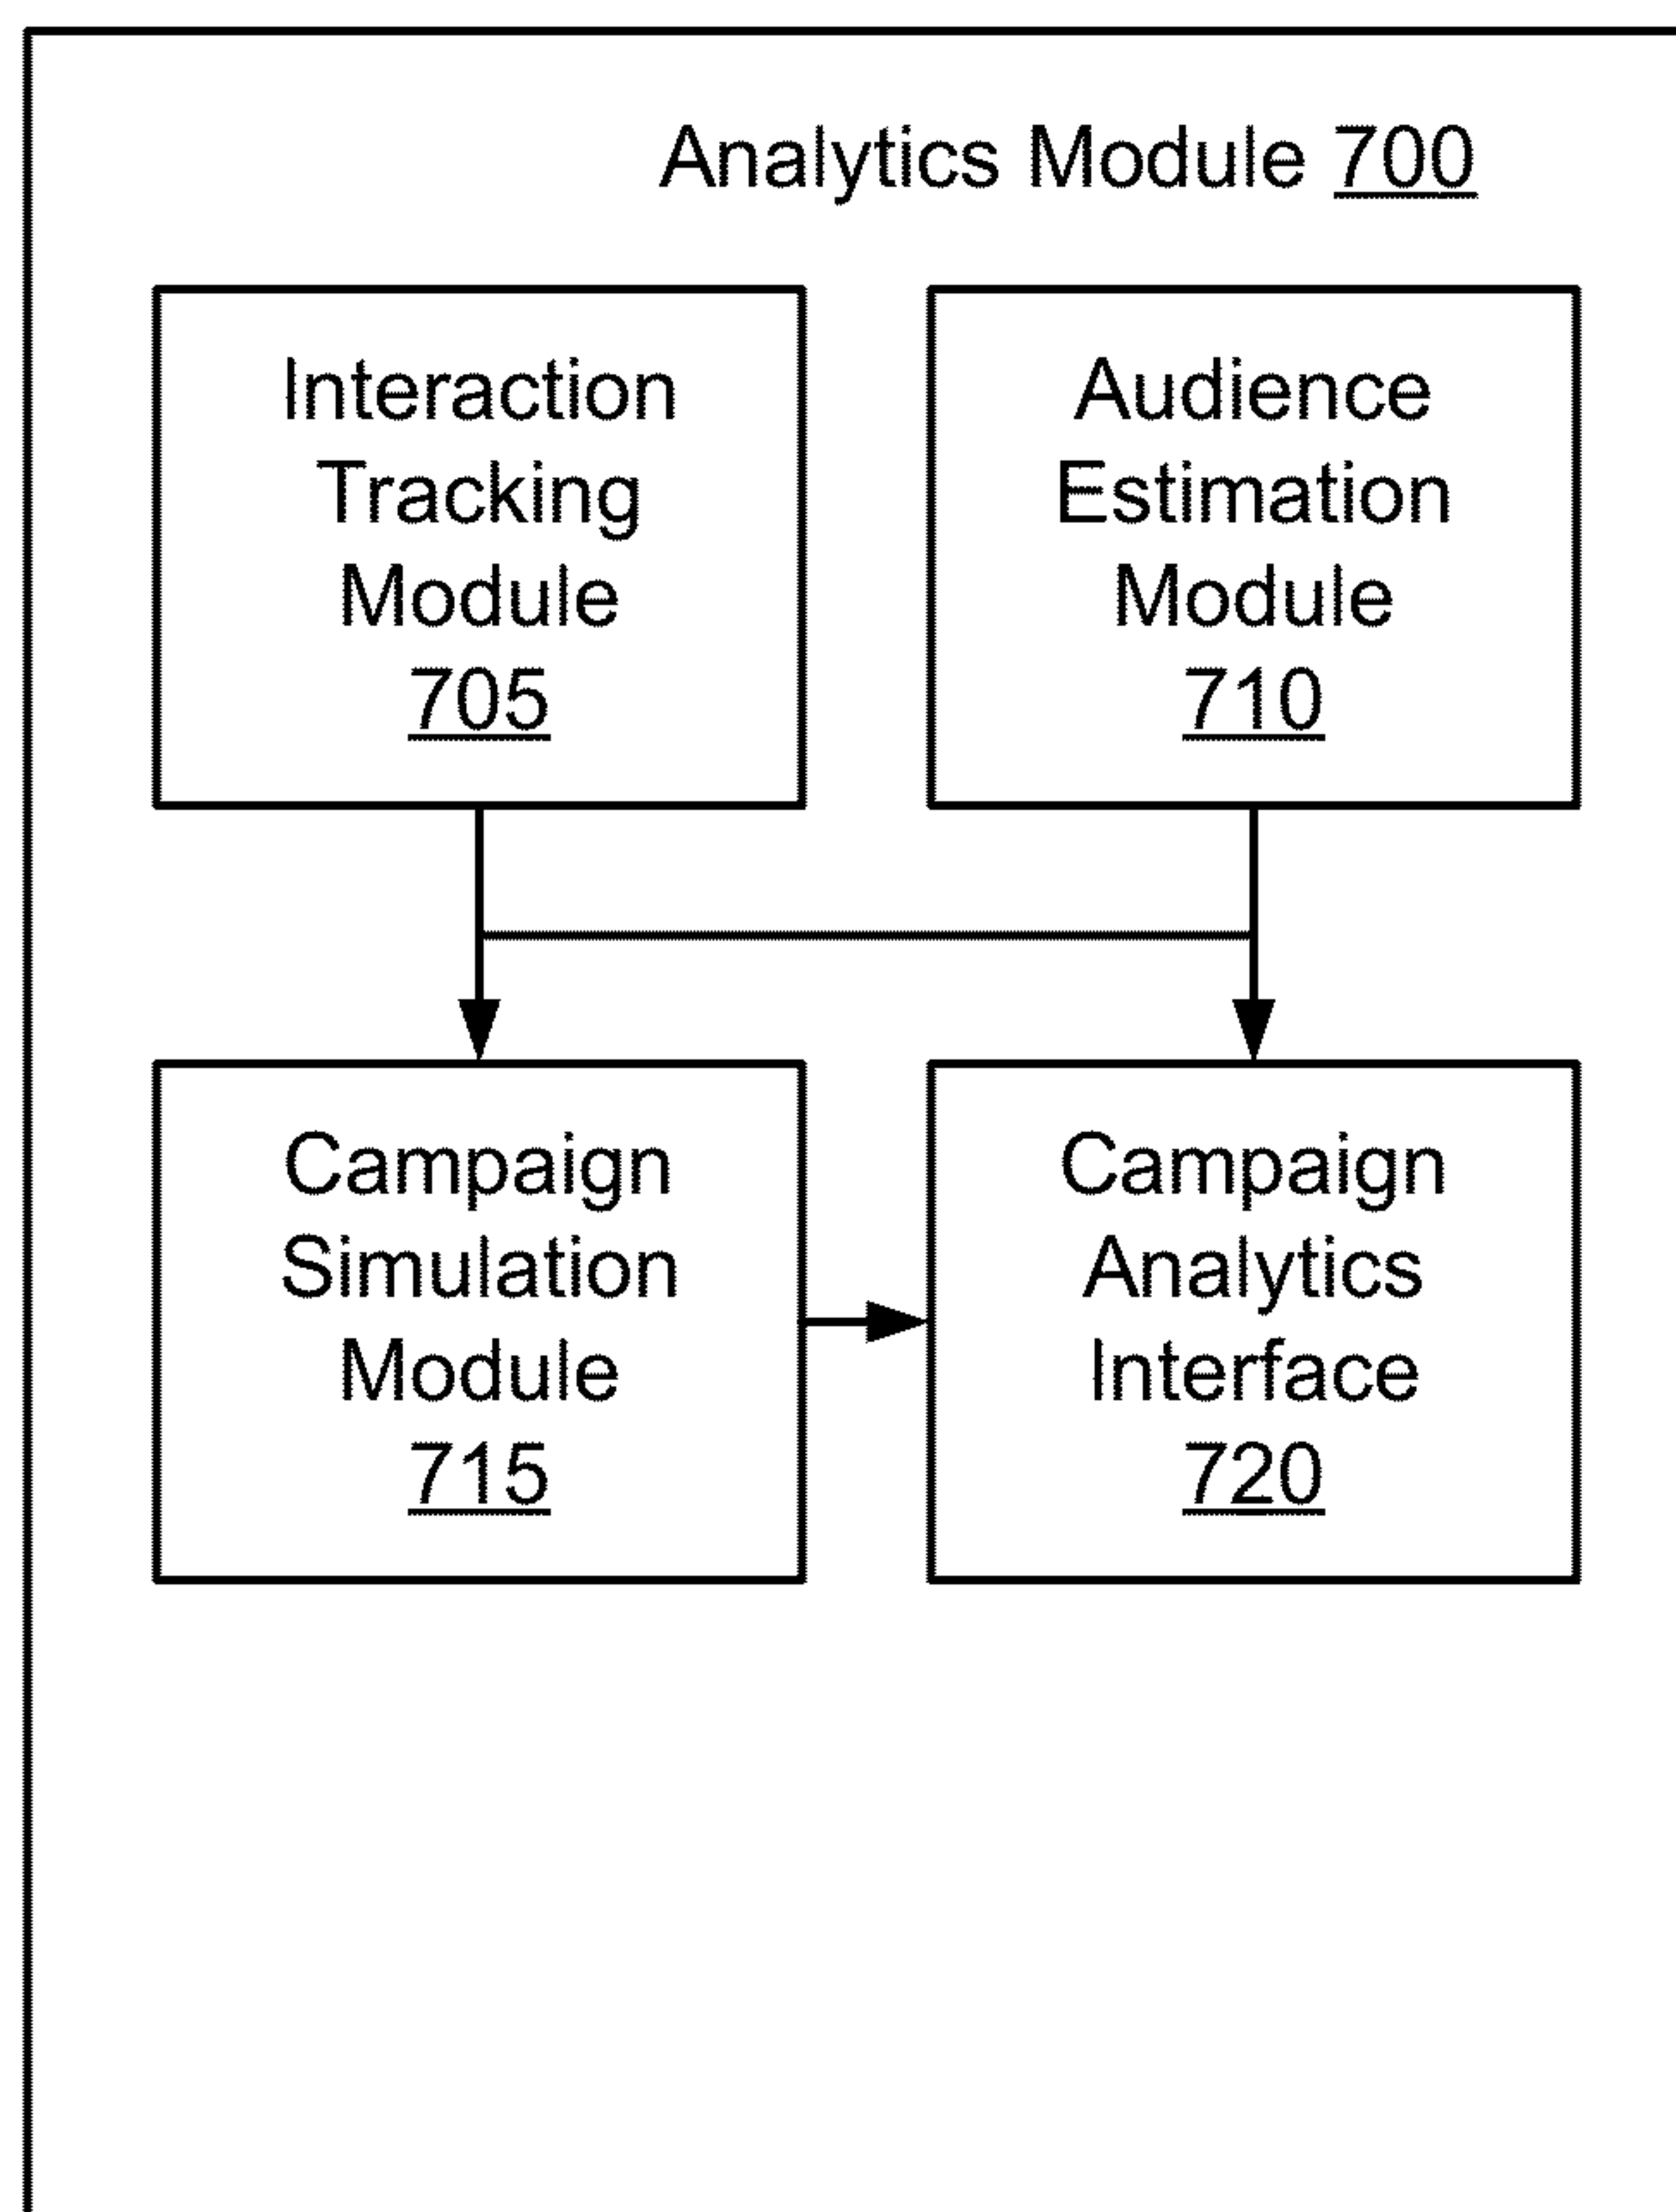 Analytics Module 700
Interaction
Tracking
Module
705
Audience
Estimation
Module
710
Campaign
Simulation
Module
715
Campaign
Analytics
Interface
720